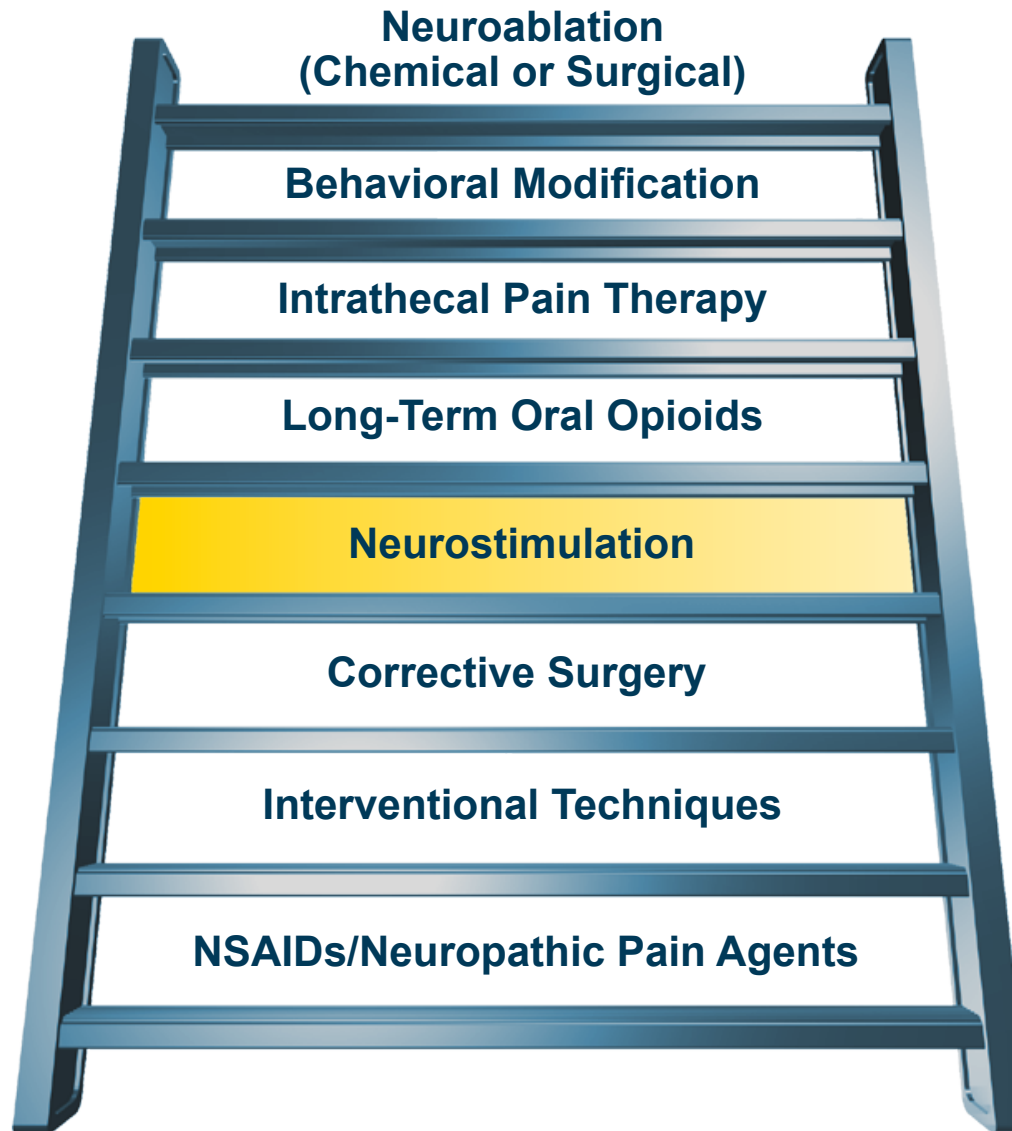 Neuroablation
(Chemical or Surgical)
Behavioral Modification
Intrathecal Pain Therapy
Long-Term Oral Opioids
Neurostimulation
Corrective Surgery
Interventional Techniques
NSAIDs/Neuropathic Pain Agents